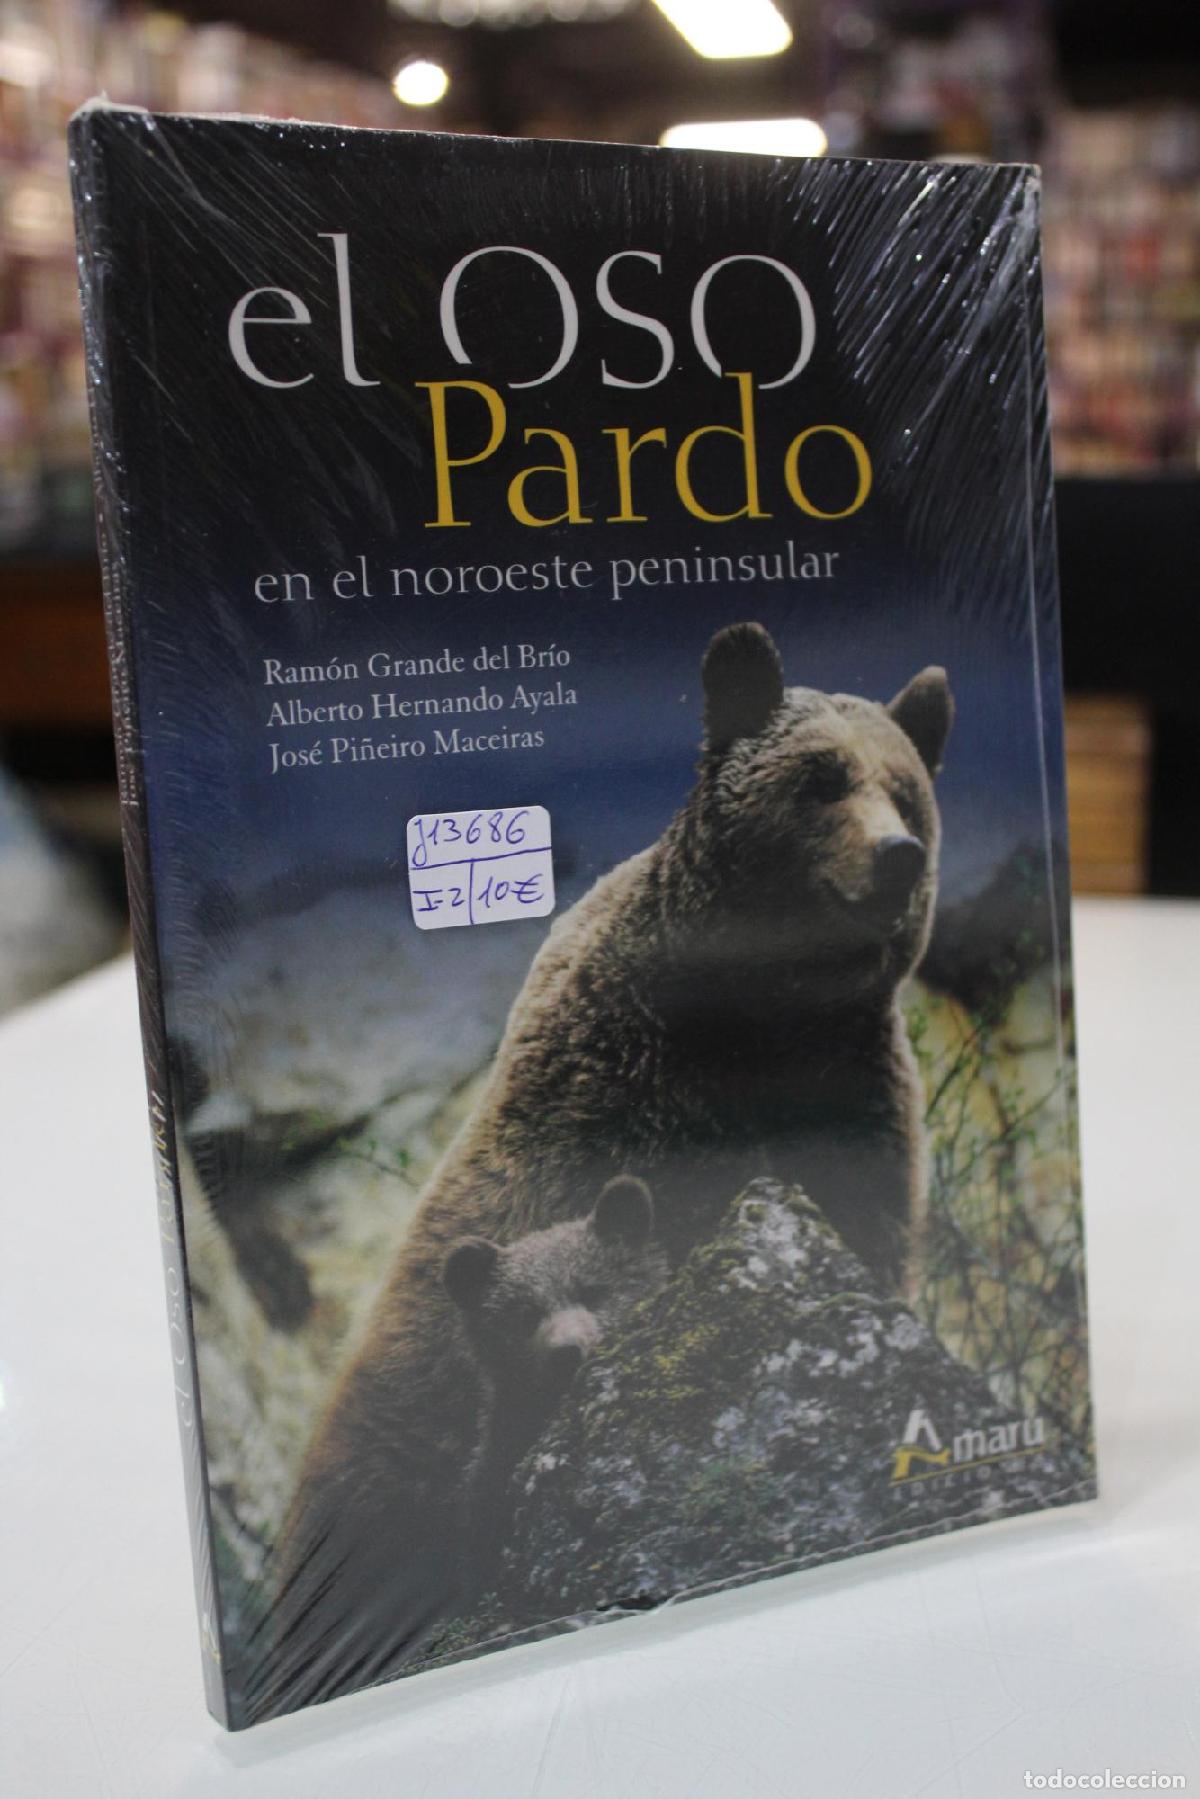 el oso
Pardo
en el noroeste peninsular
Ramón Grande del Brío
Alberto Hernando Ayala
José Piñeiro Maceiras
J13686
I-2 10€
Amarú
EDICIONES
todocoleccion